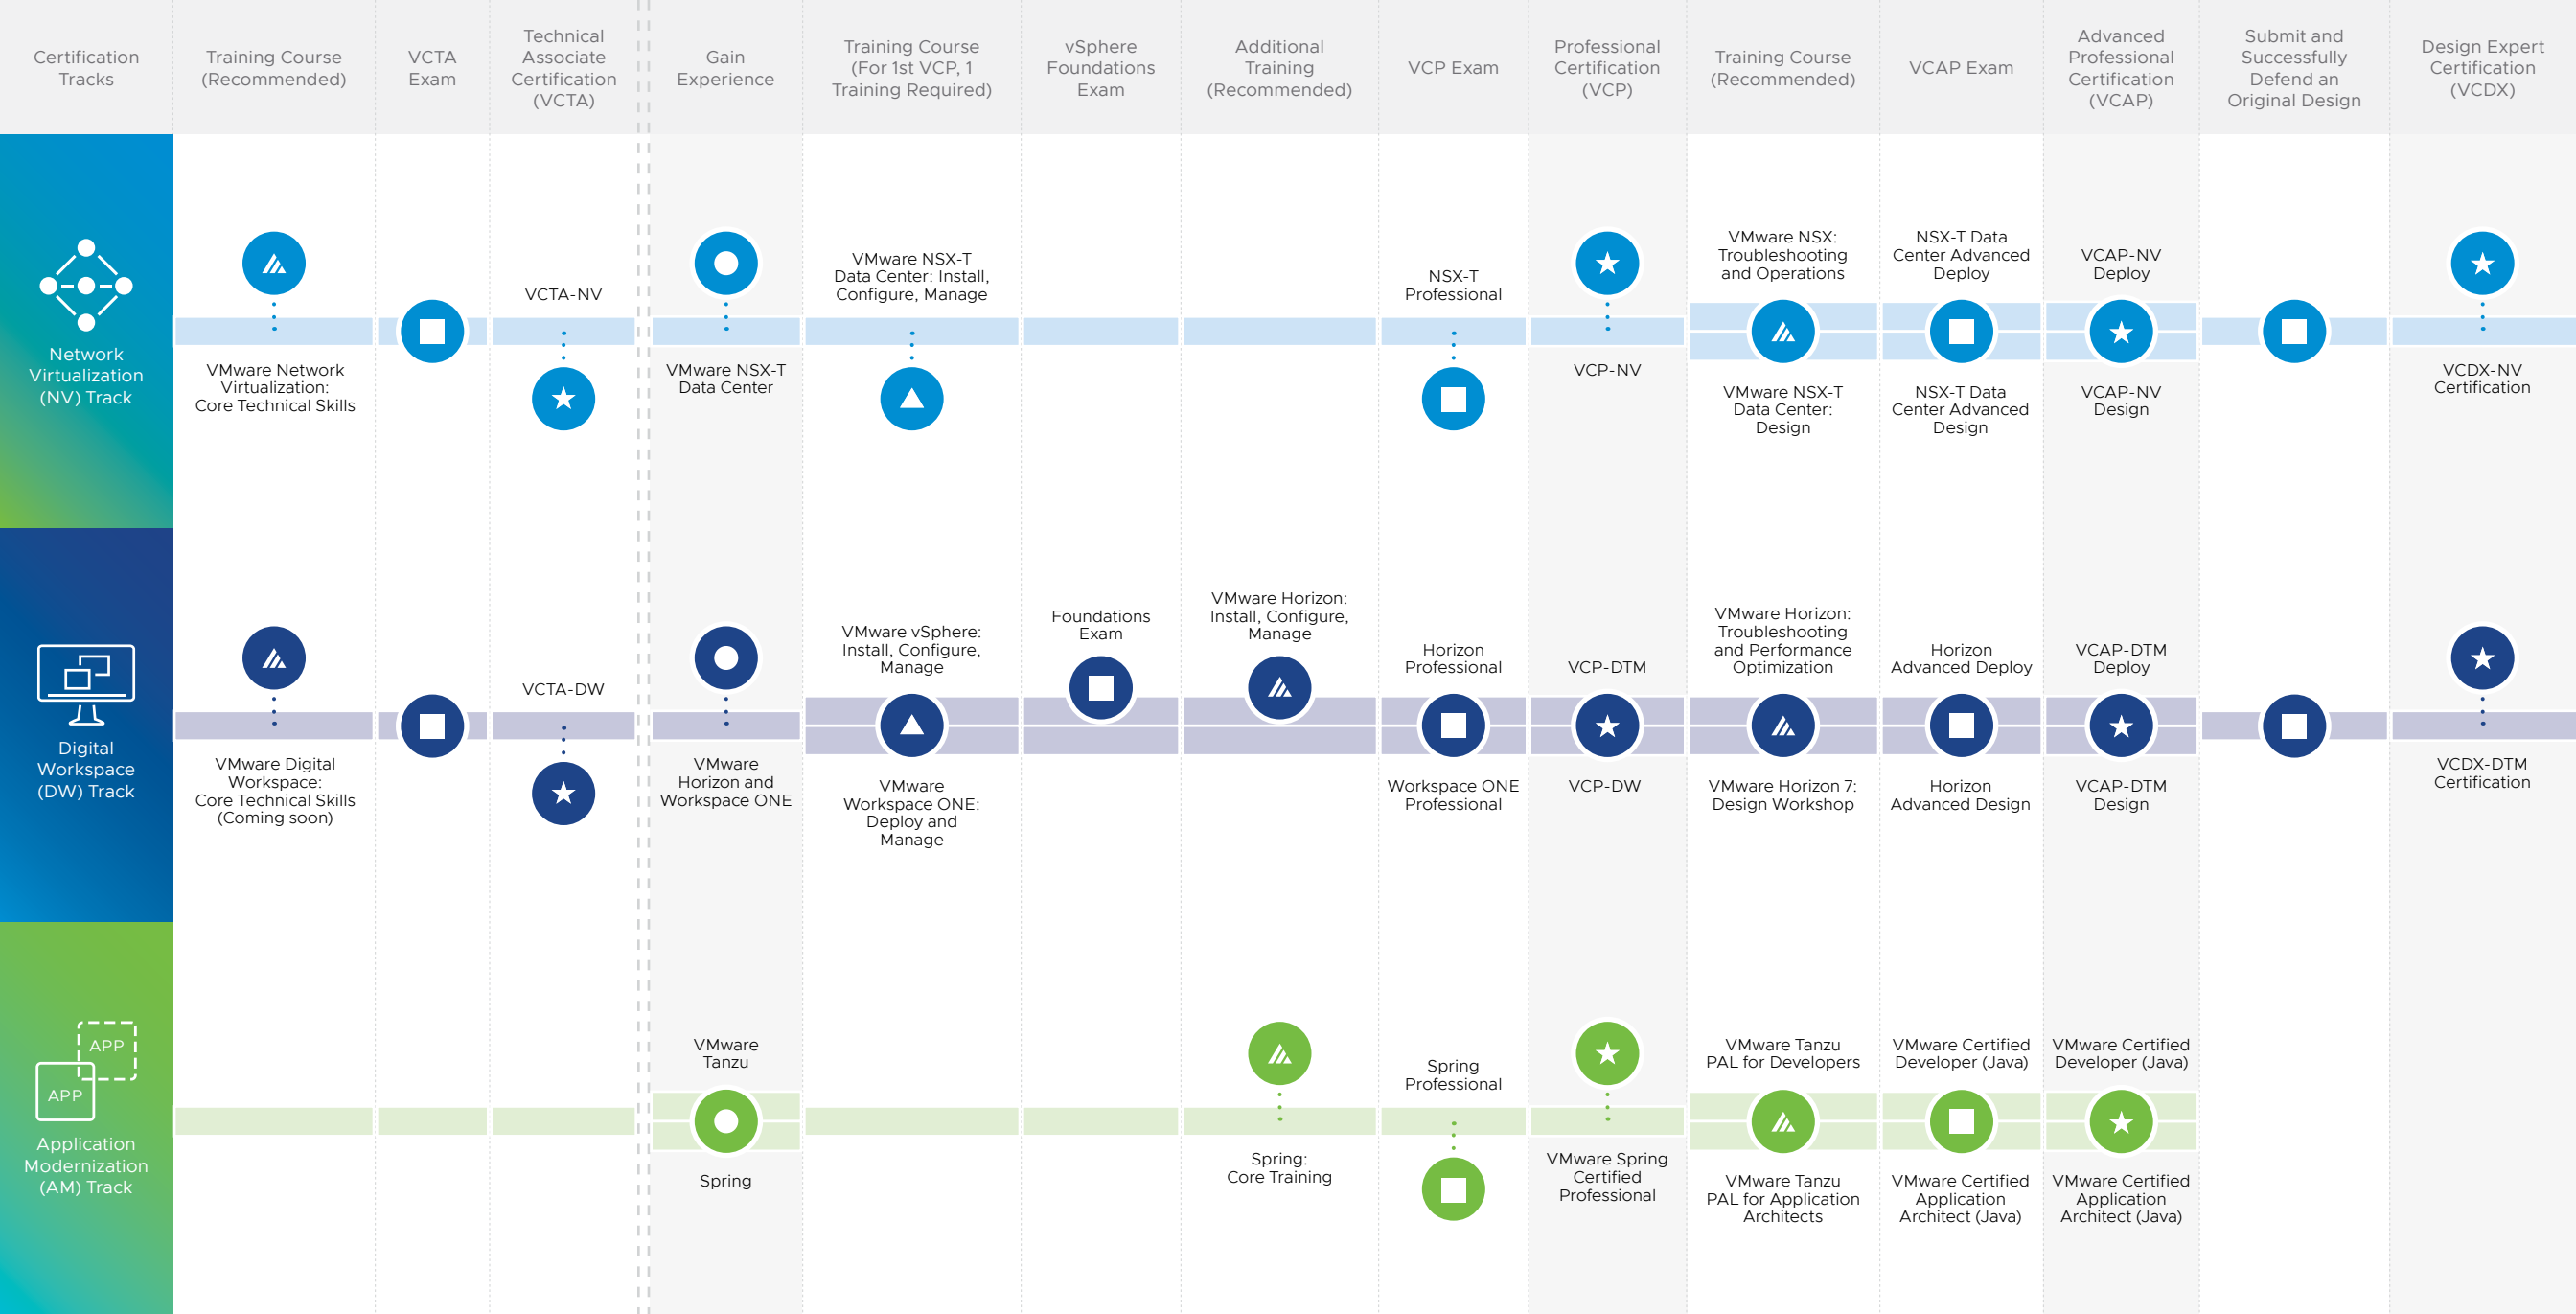 Certification
Tracks
Training Course
(Recommended)
VCTA
Exam
Technical
Associate
Certification
(VCTA)
Gain
Experience
Training Course
(For 1st VCP, 1
Training Required)
vSphere
Foundations
Exam
Additional
Training
(Recommended)
VCP Exam
Professional
Certification
(VCP)
Training Course
(Recommended)
VCAP Exam
Advanced
Professional
Certification
(VCAP)
Submit and
Successfully
Defend an
Original Design
Design Expert
Certification
(VCDX)
Network
Virtualization
(NV) Track
VMware Network
Virtualization:
Core Technical Skills
VCTA-NV
VMware NSX-T
Data Center
VMware NSX-T
Data Center: Install,
Configure, Manage
NSX-T
Professional
VCP-NV
VMware NSX:
Troubleshooting
and Operations
VMware NSX-T
Data Center:
Design
NSX-T Data
Center Advanced
Deploy
NSX-T Data
Center Advanced
Design
VCAP-NV
Deploy
VCAP-NV
Design
VCDX-NV
Certification
Digital
Workspace
(DW) Track
VMware Digital
Workspace:
Core Technical Skills
(Coming soon)
VCTA-DW
VMware
Horizon and
Workspace ONE
VMware vSphere:
Install, Configure,
Manage
VMware
Workspace ONE:
Deploy and
Manage
Foundations
Exam
VMware Horizon:
Install, Configure,
Manage
Horizon
Professional
Workspace ONE
Professional
VCP-DTM
VCP-DW
VMware Horizon:
Troubleshooting
and Performance
Optimization
VMware Horizon 7:
Design Workshop
Horizon
Advanced Deploy
Horizon
Advanced Design
VCAP-DTM
Deploy
VCAP-DTM
Design
VCDX-DTM
Certification
APP
APP
Application
Modernization
(AM) Track
VMware
Tanzu
Spring
Spring:
Core Training
Spring
Professional
VMware Spring
Certified
Professional
VMware Tanzu
PAL for Developers
VMware Tanzu
PAL for Application
Architects
VMware Certified
Developer (Java)
VMware Certified
Application
Architect (Java)
VMware Certified
Developer (Java)
VMware Certified
Application
Architect (Java)